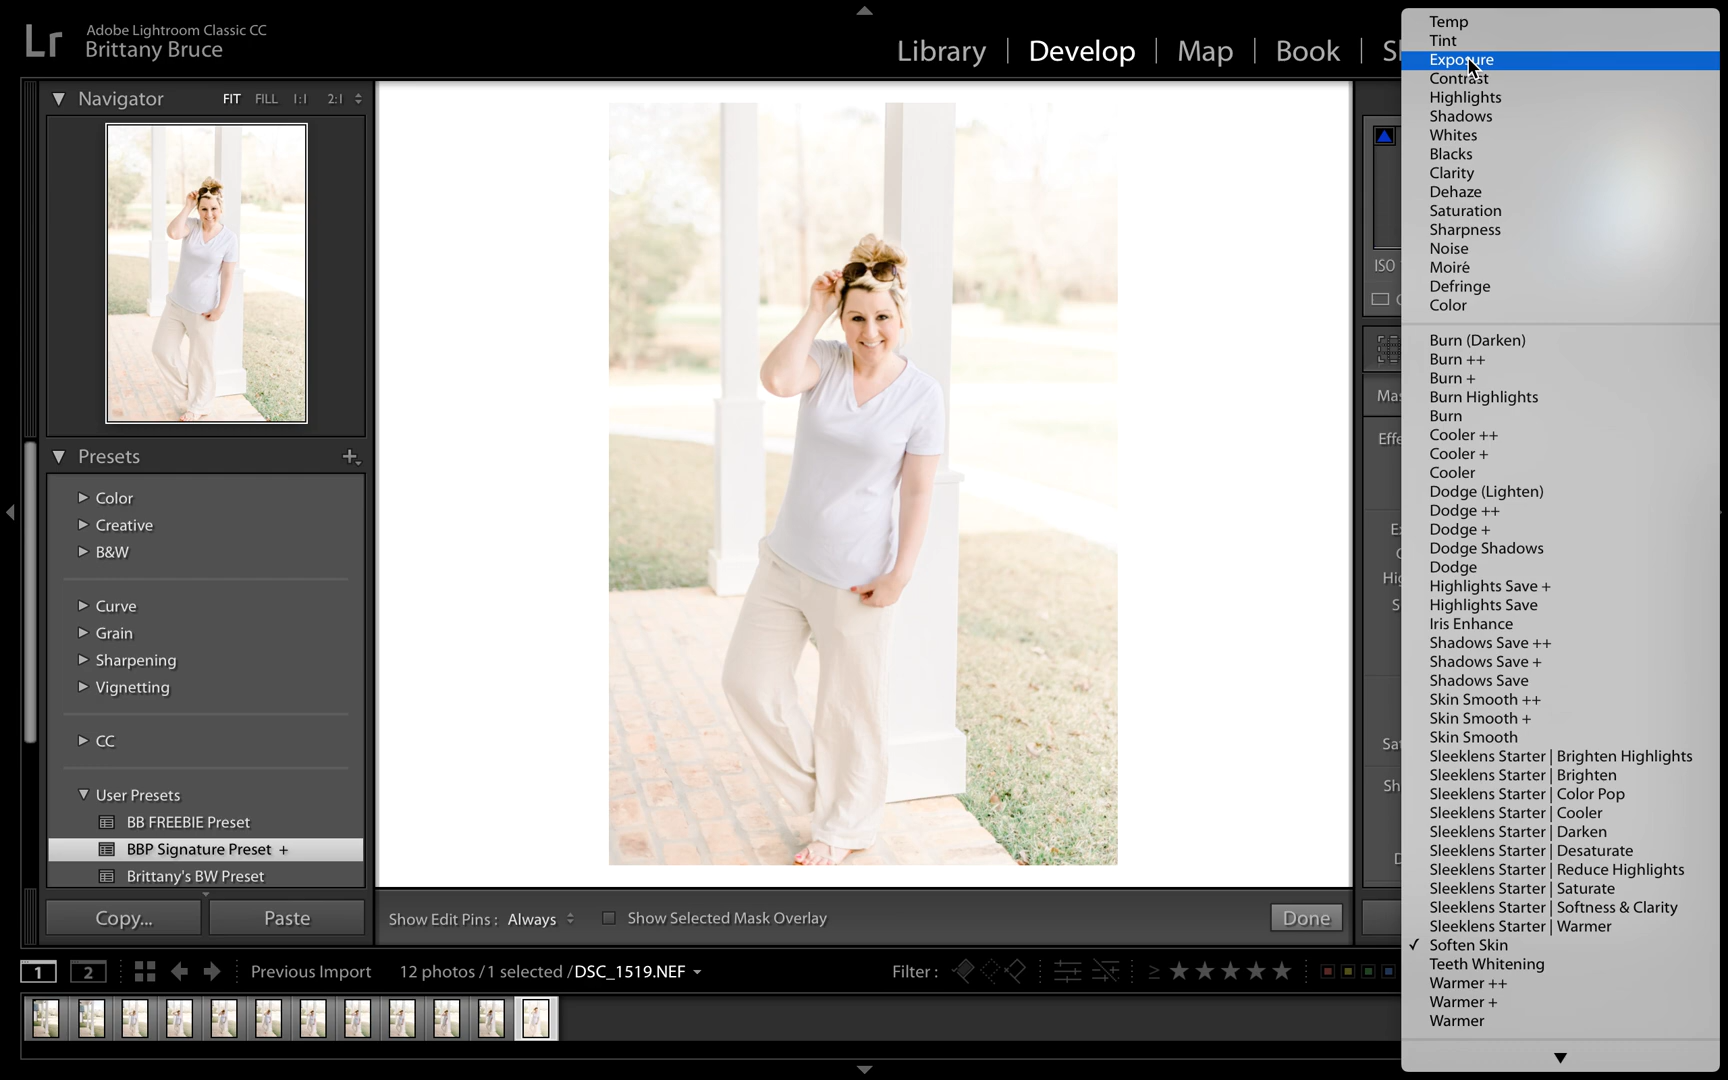 Lr
Adobe Lightroom Classic CC
Brittany Bruce
Library | Develop | Map | Book |
Navigator FIT FILL 1:1 2:1
Presets
Color
Creative
B&W
Curve
Grain
Sharpening
Vignetting
CC
User Presets
BB FREEBIE Preset
BBP Signature Preset +
Brittany's BW Preset
Copy... Paste
Show Edit Pins : Always Show Selected Mask Overlay Done
1 2 Previous Import 12 photos / 1 selected / DSC_1519.NEF Filter : ≥ ★ ★ ★ ★ ★
ISO
Temp
Tint
Exposure
Contrast
Highlights
Shadows
Whites
Blacks
Clarity
Dehaze
Saturation
Sharpness
Noise
Moiré
Defringe
Color
Burn (Darken)
Burn ++
Burn +
Burn Highlights
Burn
Cooler ++
Cooler +
Cooler
Dodge (Lighten)
Dodge ++
Dodge +
Dodge Shadows
Dodge
Highlights Save +
Highlights Save
Iris Enhance
Shadows Save ++
Shadows Save +
Shadows Save
Skin Smooth ++
Skin Smooth +
Skin Smooth
Sleeklens Starter | Brighten Highlights
Sleeklens Starter | Brighten
Sleeklens Starter | Color Pop
Sleeklens Starter | Cooler
Sleeklens Starter | Darken
Sleeklens Starter | Desaturate
Sleeklens Starter | Reduce Highlights
Sleeklens Starter | Saturate
Sleeklens Starter | Softness & Clarity
Sleeklens Starter | Warmer
✓ Soften Skin
Teeth Whitening
Warmer ++
Warmer +
Warmer